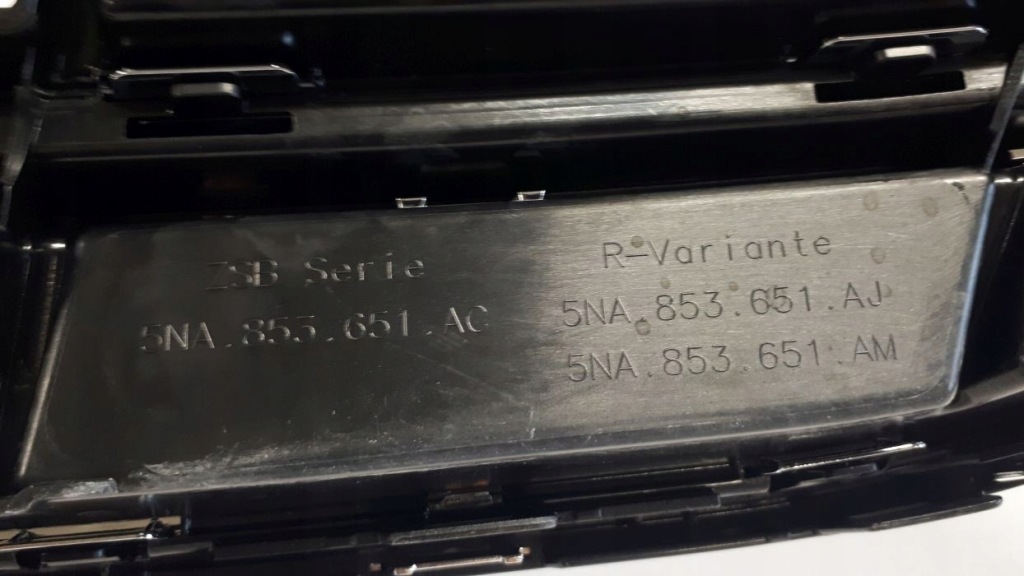 ZSB Serie
5NA.853.651.AC
R-Variante
5NA.853.651.AJ
5NA.853.651.AM